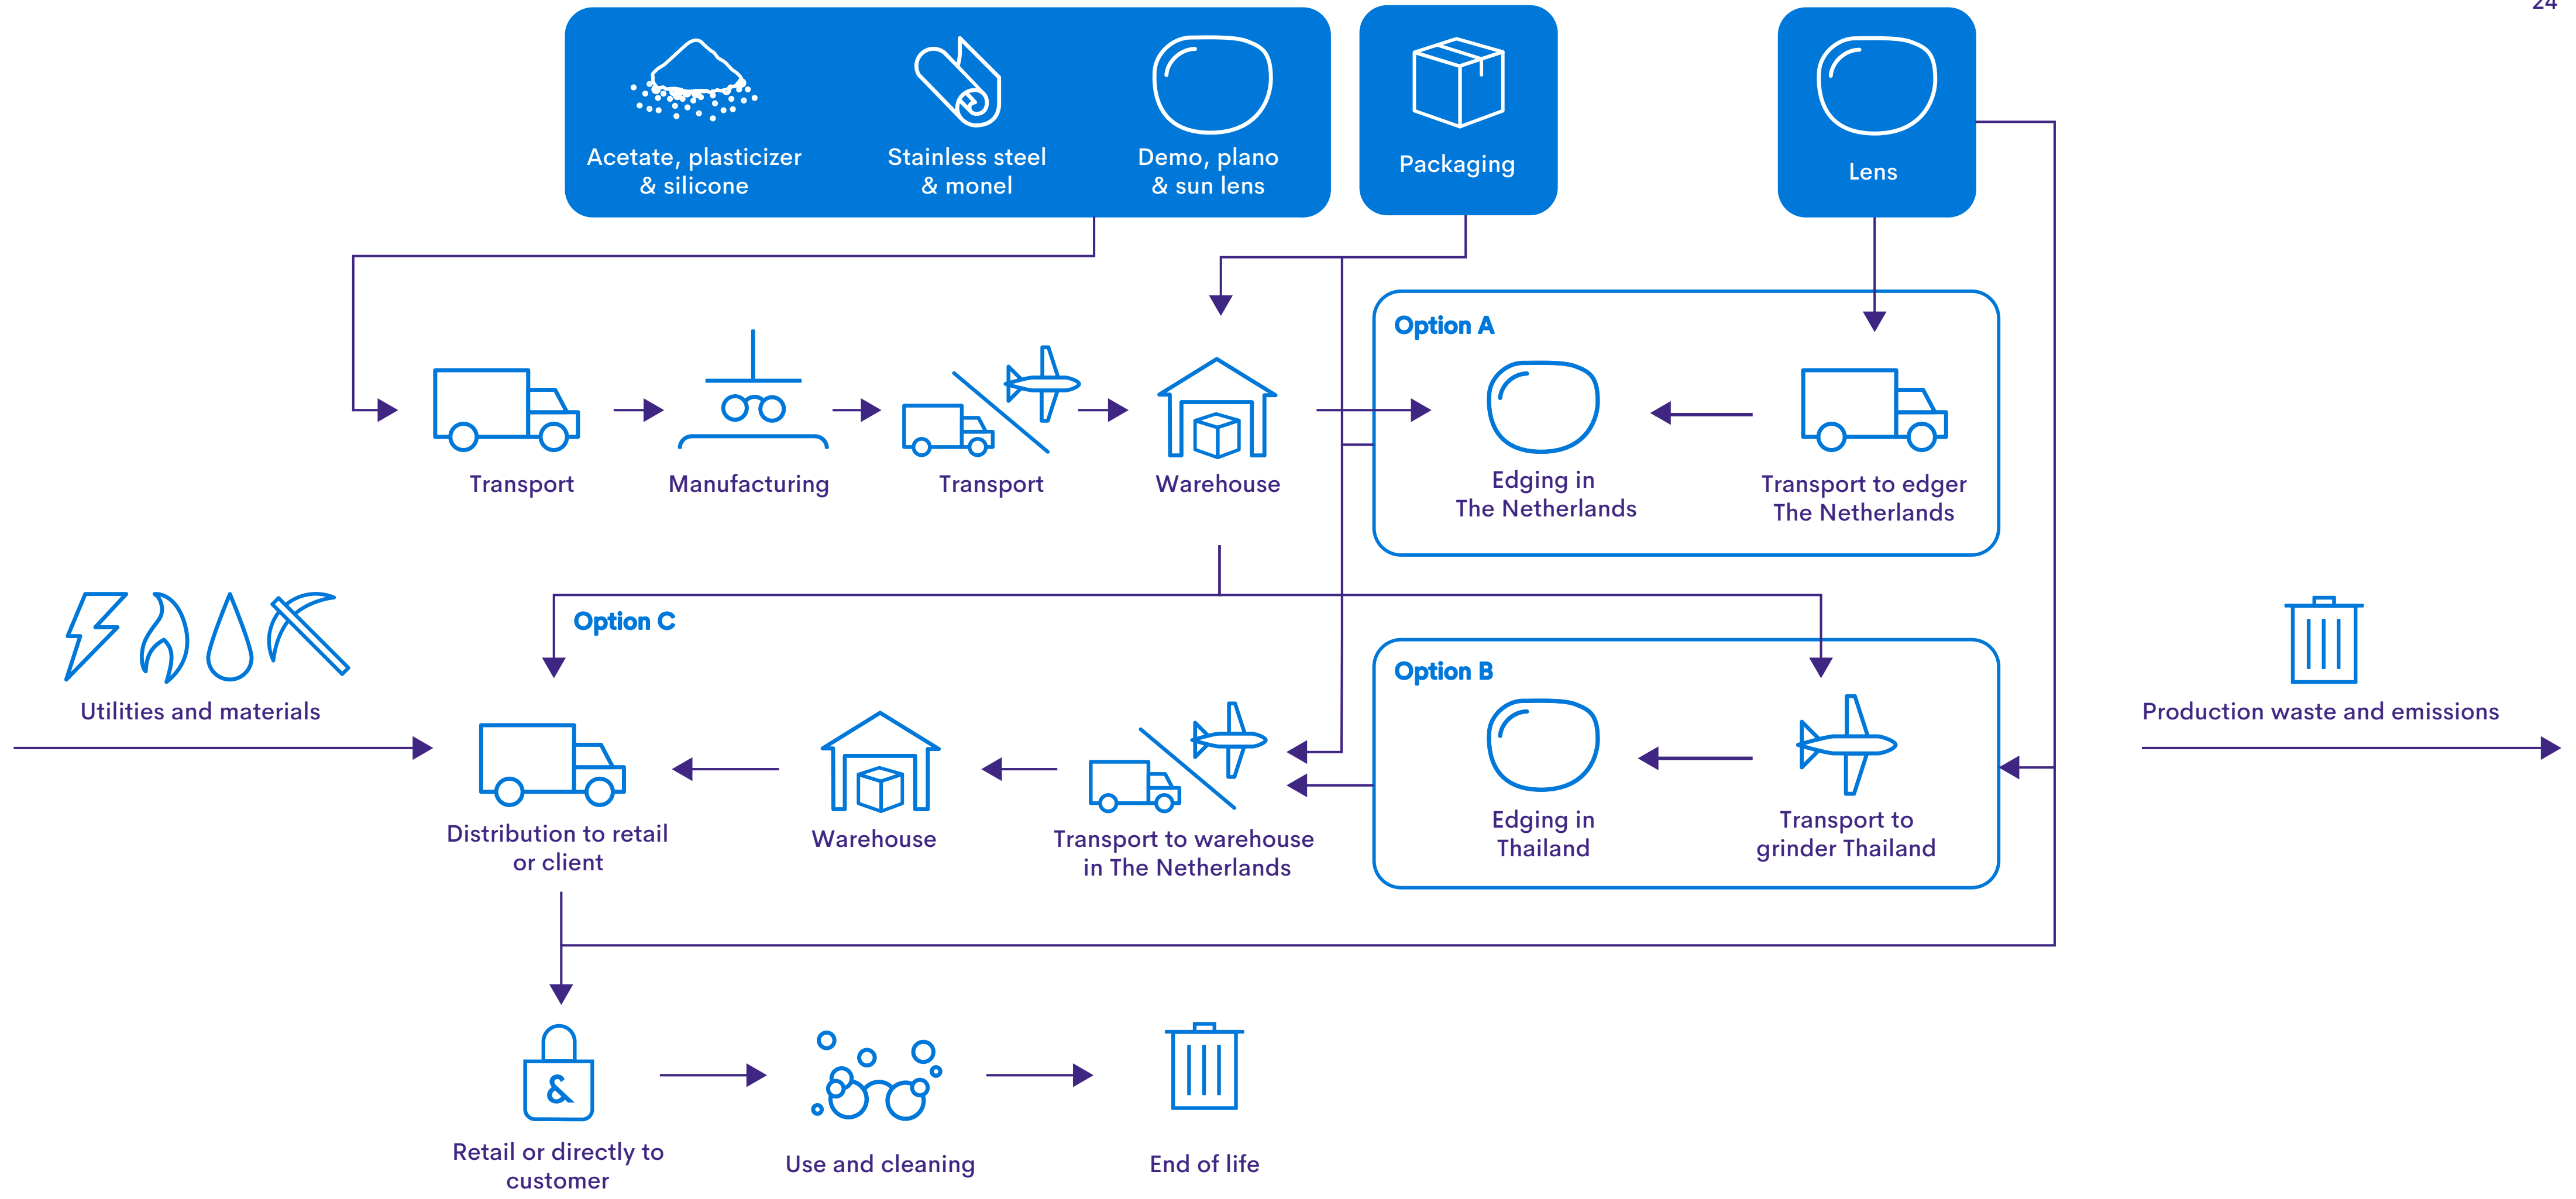 24
Acetate, plasticizer
& silicone
Stainless steel
& monel
Demo, plano
& sun lens
Packaging
Lens
Option A
Transport
Manufacturing
Transport
Warehouse
Edging in
The Netherlands
Transport to edger
The Netherlands
Option C
Option B
Utilities and materials
Production waste and emissions
Distribution to retail
or client
Warehouse
Transport to warehouse
in The Netherlands
Edging in
Thailand
Transport to
grinder Thailand
&
Retail or directly to
customer
Use and cleaning
End of life